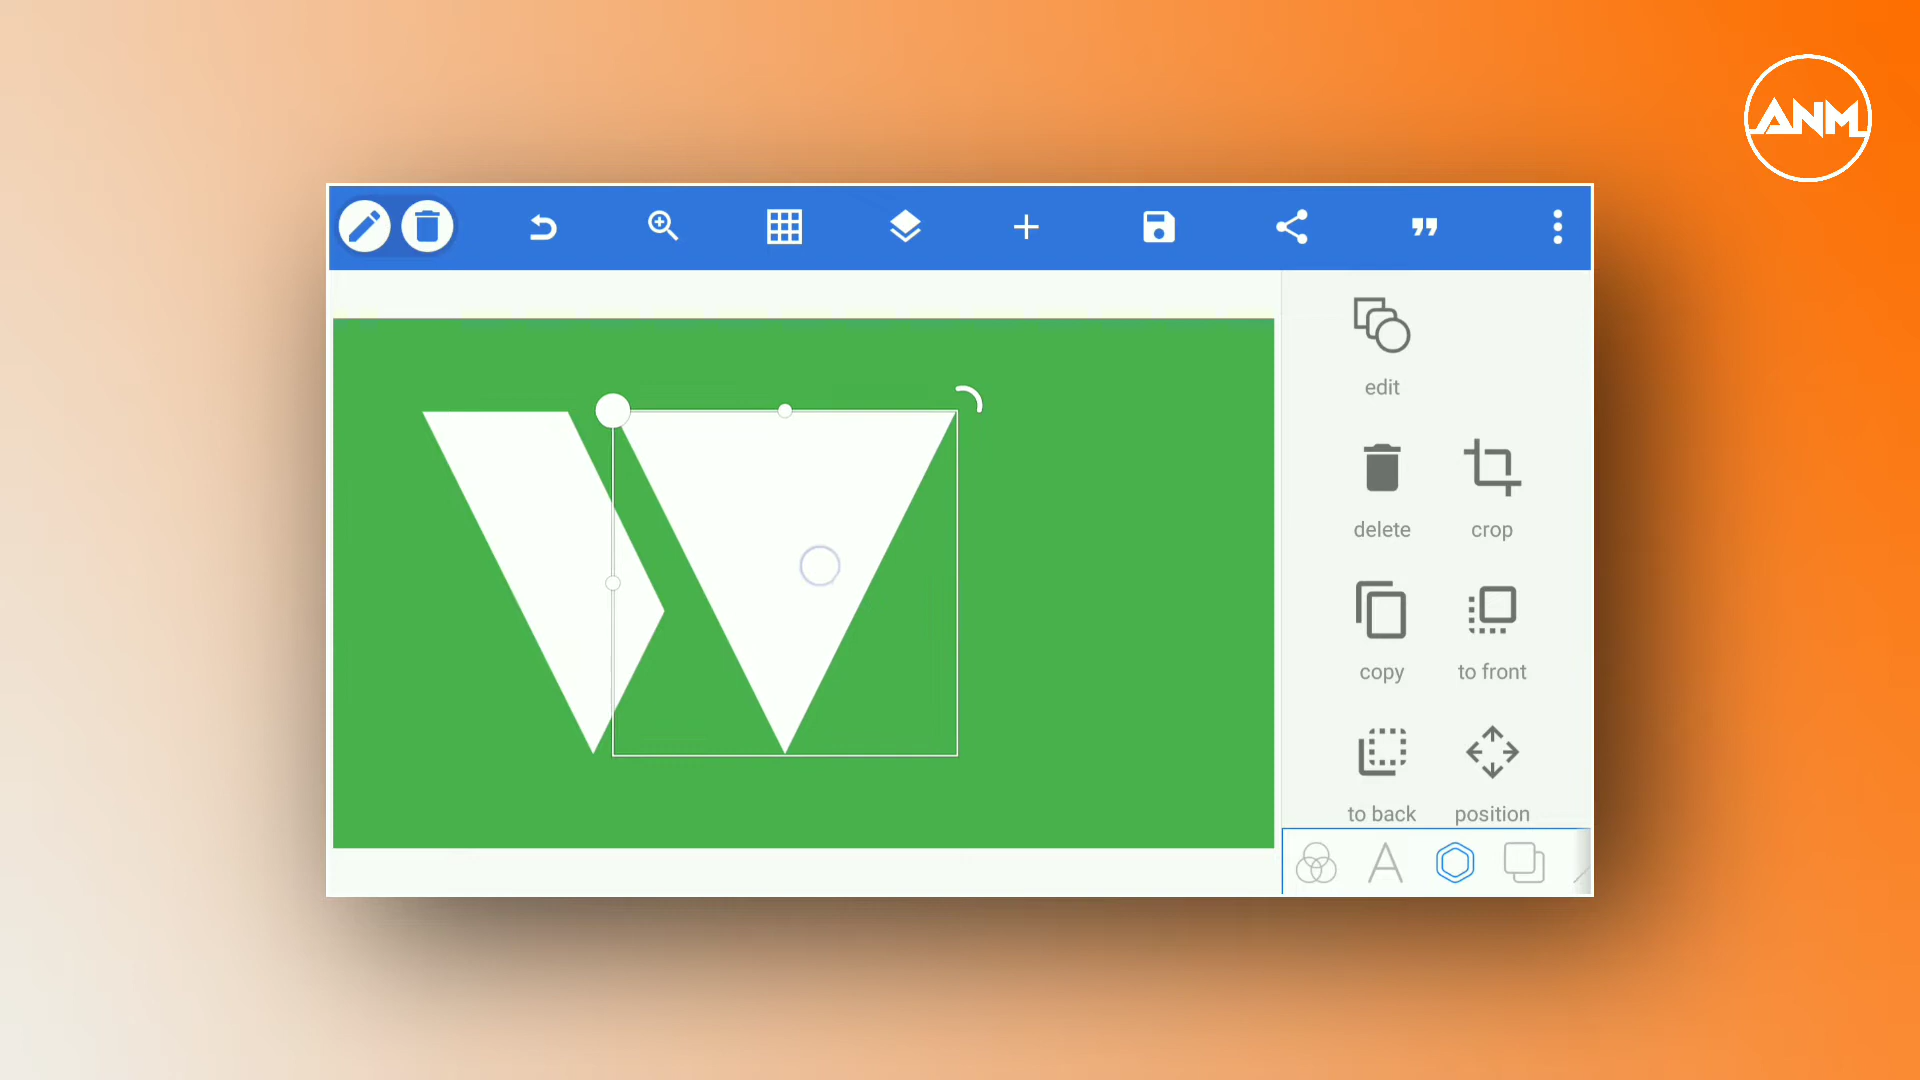 ANM
edit
delete crop
copy to front
to back position